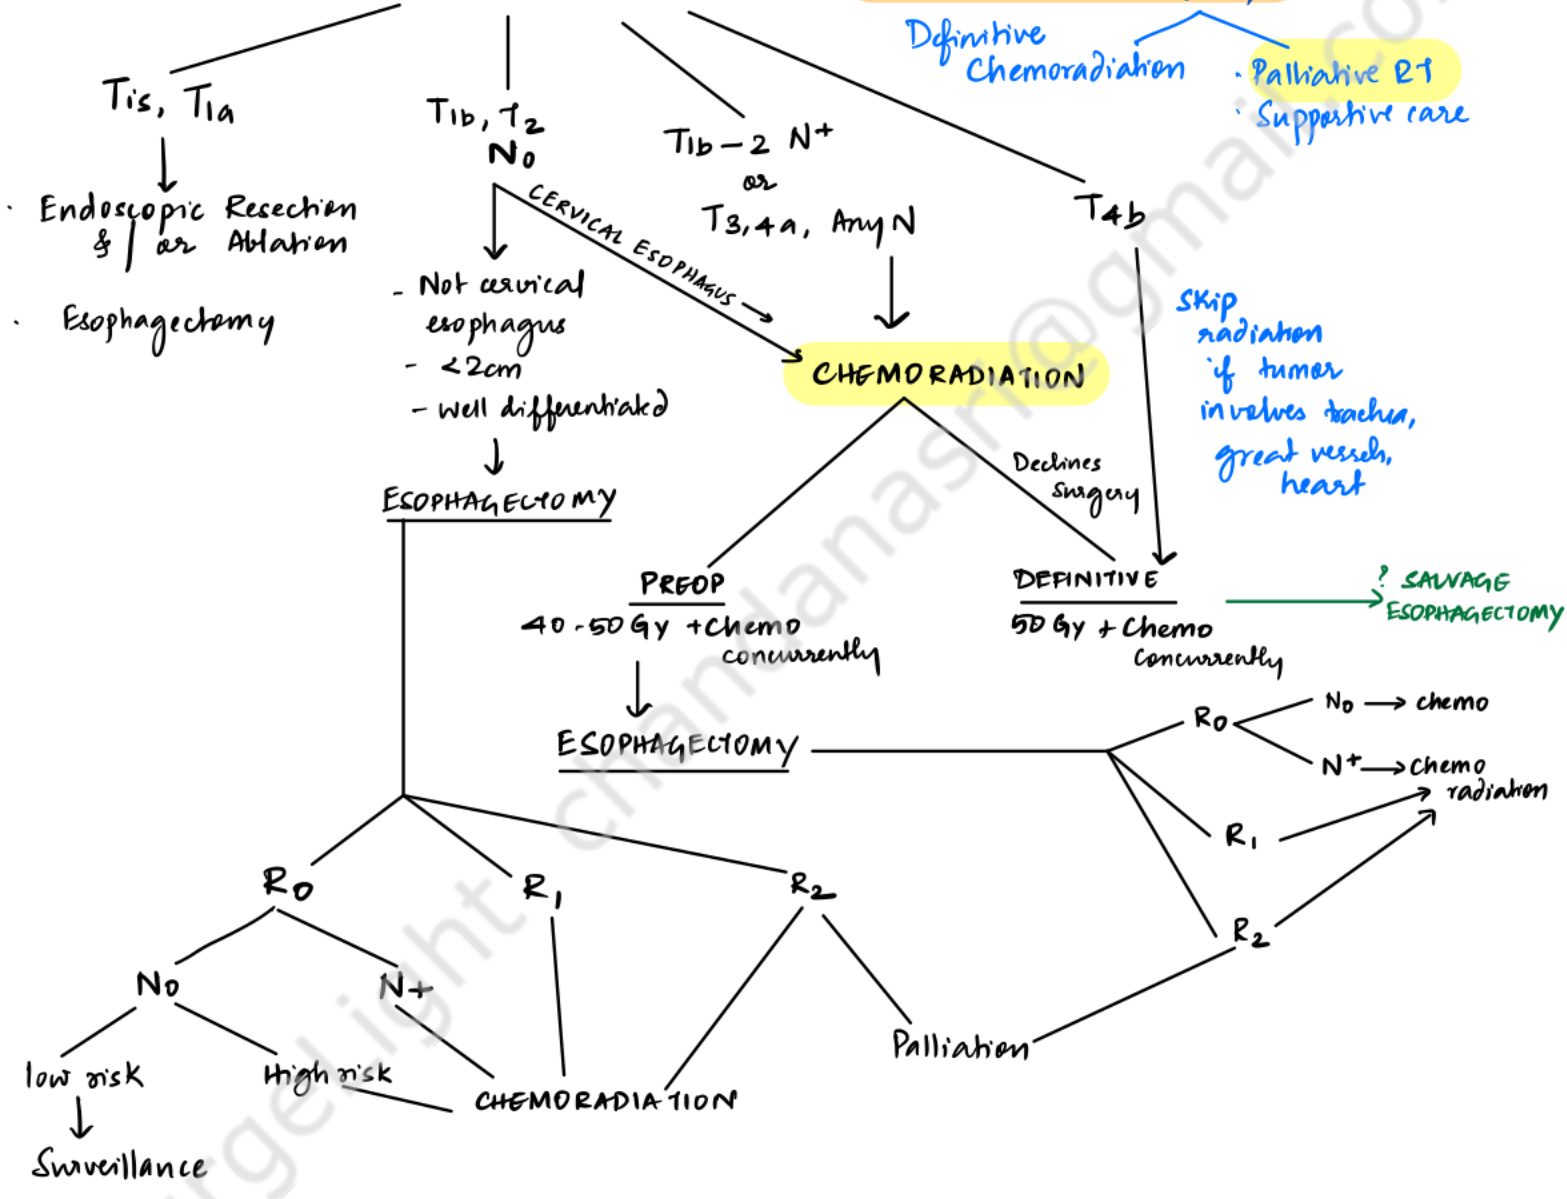 Definitive
Chemoradiation
· Palliative RT
· Supportive care
Tis, T1a
T1b, T2
N0
T1b-2 N+
or
T3,4a, Any N
T4b
· Endoscopic Resection
& / or Ablation
· Esophagectomy
CERVICAL ESOPHAGUS →
- Not cervical
esophagus
- <2cm
- well differentiated
ESOPHAGECTOMY
CHEMORADIATION
Skip
radiation
if tumor
involves trachea,
great vessels,
heart
Declines
Surgery
PREOP
40-50 Gy + Chemo
concurrently
DEFINITIVE
50 Gy + Chemo
Concurrently
? SALVAGE
ESOPHAGECTOMY
ESOPHAGECTOMY
R0
N0 → chemo
N+ → chemo
radiation
R1
R2
R0
R1
R2
N0
N+
low risk
High risk
CHEMORADIATION
Palliation
Surveillance
chandanasri@gmail.com